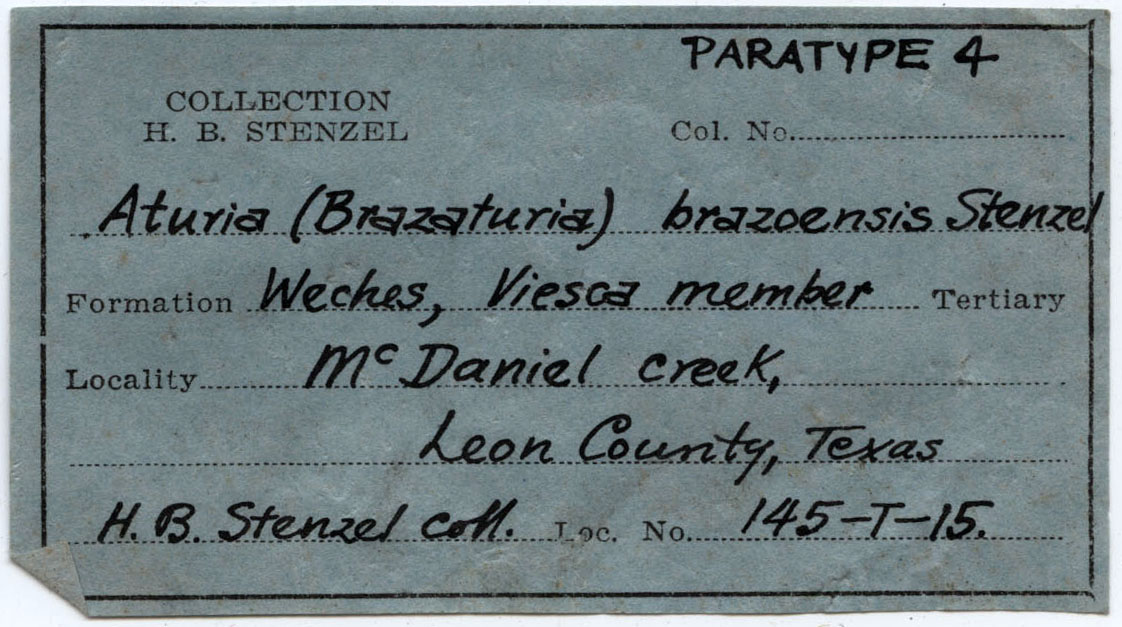 PARATYPE 4
COLLECTION
H. B. STENZEL
Col. No.
Aturia (Brazaturia) brazoensis Stenzel
Formation Weches, Viesca member Tertiary
Locality McDaniel creek,
Leon County, Texas
H. B. Stenzel coll. Loc. No. 145-T-15.